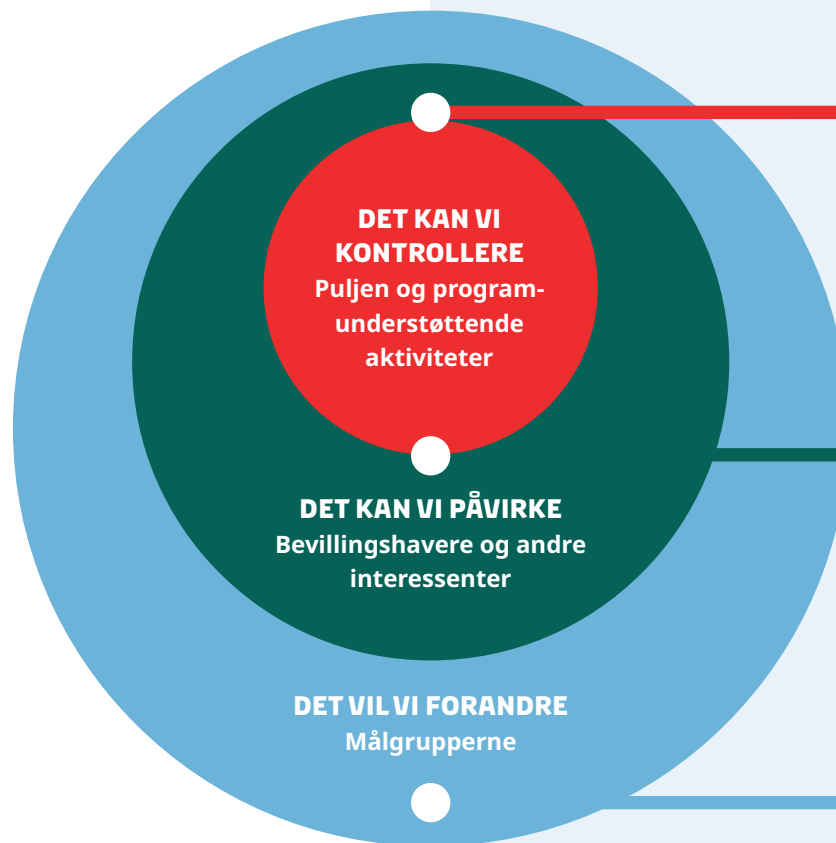 DET KAN VI
KONTROLLERE
Puljen og program-
understøttende
aktiviteter
DET KAN VI PÅVIRKE
Bevillingshavere og andre
interessenter
DET VIL VI FORANDRE
Målgrupperne